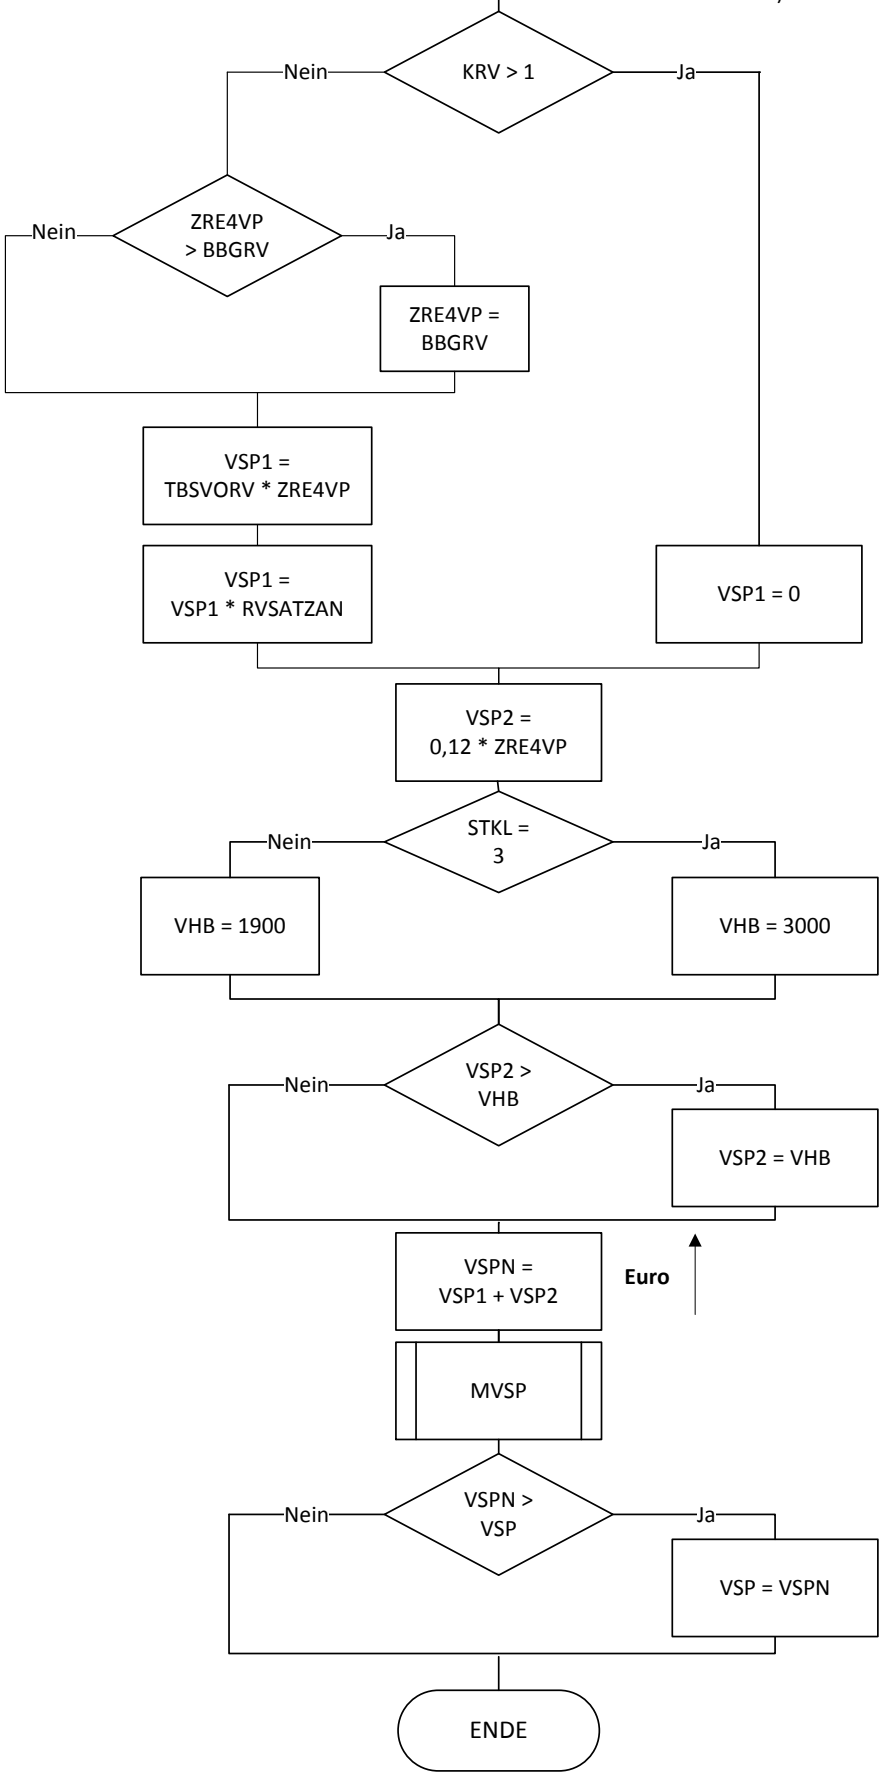 Nein
KRV > 1
Ja
ZRE4VP
> BBGRV
Nein
Ja
ZRE4VP =
BBGRV
VSP1 =
TBSVORV * ZRE4VP
VSP1 =
VSP1 * RVSATZAN
VSP1 = 0
VSP2 =
0,12 * ZRE4VP
STKL =
3
Nein
Ja
VHB = 1900
VHB = 3000
VSP2 >
VHB
Nein
Ja
VSP2 = VHB
VSPN =
VSP1 + VSP2
Euro
MVSP
VSPN >
VSP
Nein
Ja
VSP = VSPN
ENDE